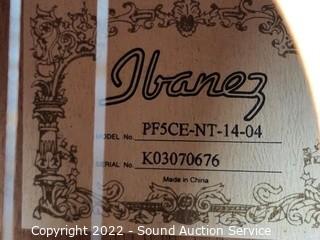 Ibanez
MODEL No. PF5CE-NT-14-04
SERIAL No. K03070676
Made in China
Copyright 2022 - Sound Auction Service